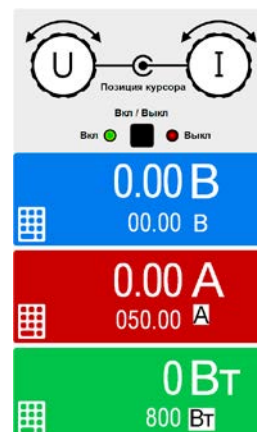 U I
Позиция курсора
Вкл / Выкл
Вкл Выкл
0.00 В
00.00 В
0.00 А
050.00 А
0 Вт
800 Вт